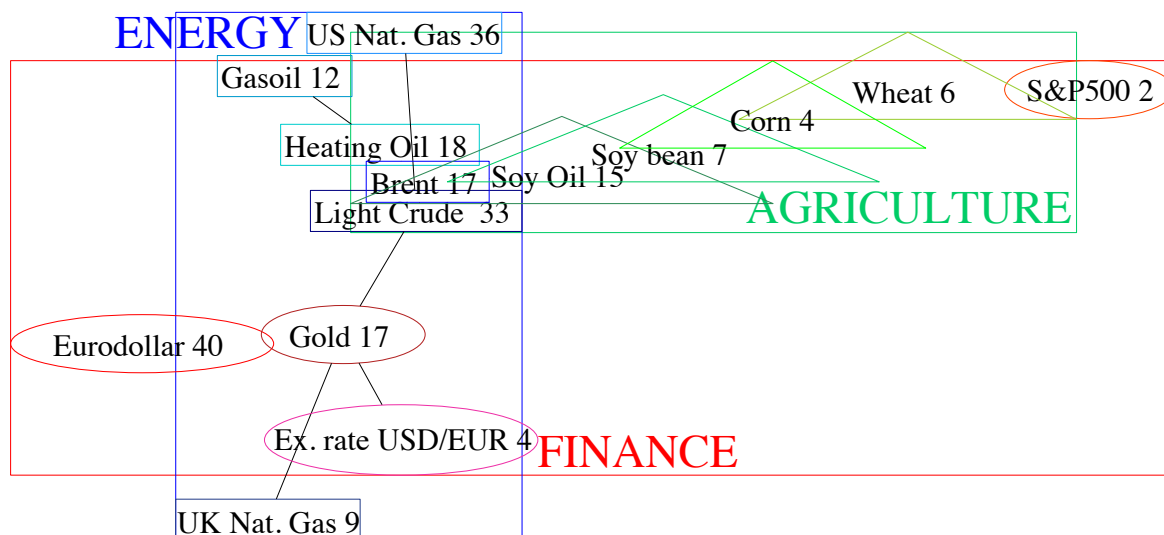 ENERGY
US Nat. Gas 36
Gasoil 12
S&P500 2
Wheat 6
Corn 4
Heating Oil 18
Soy bean 7
Soy Oil 15
Brent 17
AGRICULTURE
Light Crude 33
Gold 17
Eurodollar 40
Ex. rate USD/EUR 4
FINANCE
UK Nat. Gas 9